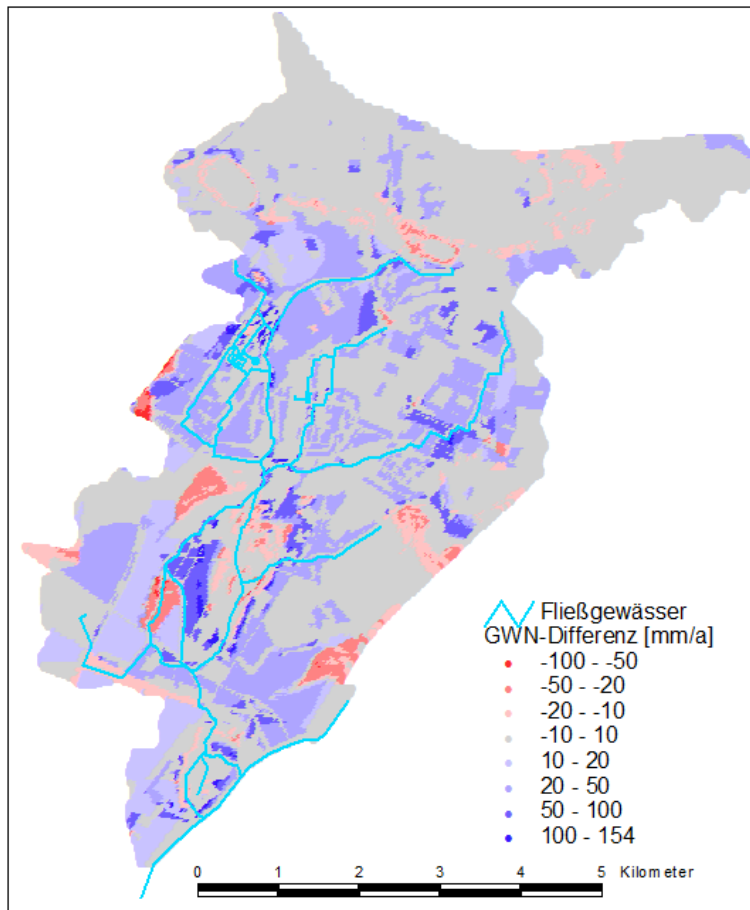 Fließgewässer
GWN-Differenz [mm/a]
-100 - -50
-50 - -20
-20 - -10
-10 - 10
10 - 20
20 - 50
50 - 100
100 - 154
0 1 2 3 4 5 Kilometer